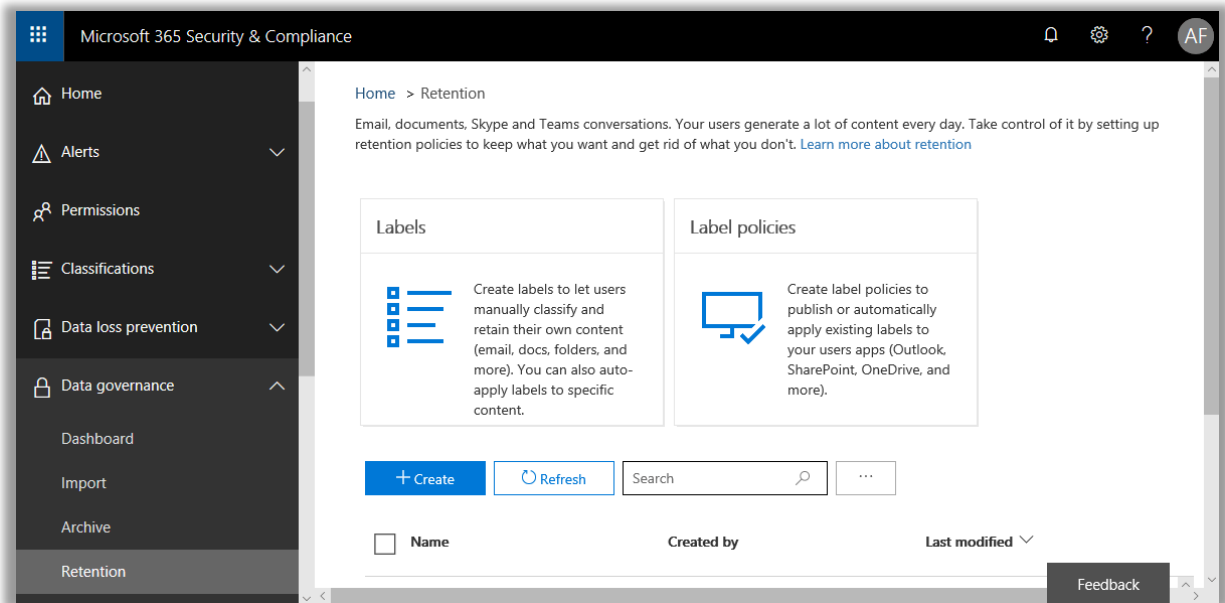 Microsoft 365 Security & Compliance
?
AF
Home
Alerts
Permissions
Classifications
Data loss prevention
Data governance
Dashboard
Import
Archive
Retention
Home > Retention
Email, documents, Skype and Teams conversations. Your users generate a lot of content every day. Take control of it by setting up
retention policies to keep what you want and get rid of what you don't. Learn more about retention
Labels
Create labels to let users
manually classify and
retain their own content
(email, docs, folders, and
more). You can also auto-
apply labels to specific
content.
Label policies
Create label policies to
publish or automatically
apply existing labels to
your users apps (Outlook,
SharePoint, OneDrive, and
more).
+ Create
Refresh
Search
...
Name Created by Last modified
Feedback